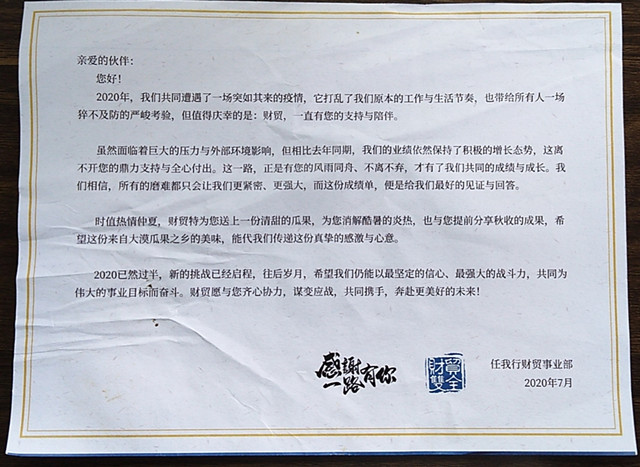 亲爱的伙伴：
您好！
2020年，我们共同遭遇了一场突如其来的疫情，它打乱了我们原本的工作与生活节奏，也带给所有人一场
猝不及防的严峻考验，但值得庆幸的是：财贸，一直有您的支持与陪伴。
虽然面临着巨大的压力与外部环境影响，但相比去年同期，我们的业绩依然保持了积极的增长态势，这离
不开您的鼎力支持与全心付出。这一路，正是有您的风雨同舟、不离不弃，才有了我们共同的成绩与成长。我
们相信，所有的磨难都只会让我们更紧密、更强大，而这份成绩单，便是给我们最好的见证与回答。
时值热情仲夏，财贸特为您送上一份清甜的瓜果，为您消解酷暑的炎热，也与您提前分享秋收的成果，希
望这份来自大漠瓜果之乡的美味，能代我们传递这份真挚的感激与心意。
2020已然过半，新的挑战已经启程，往后岁月，希望我们仍能以最坚定的信心、最强大的战斗力，共同为
伟大的事业目标而奋斗。财贸愿与您齐心协力，谋变应战，共同携手，奔赴更美好的未来！
感謝
一路有你
財貿雙全
任我行财贸事业部
2020年7月